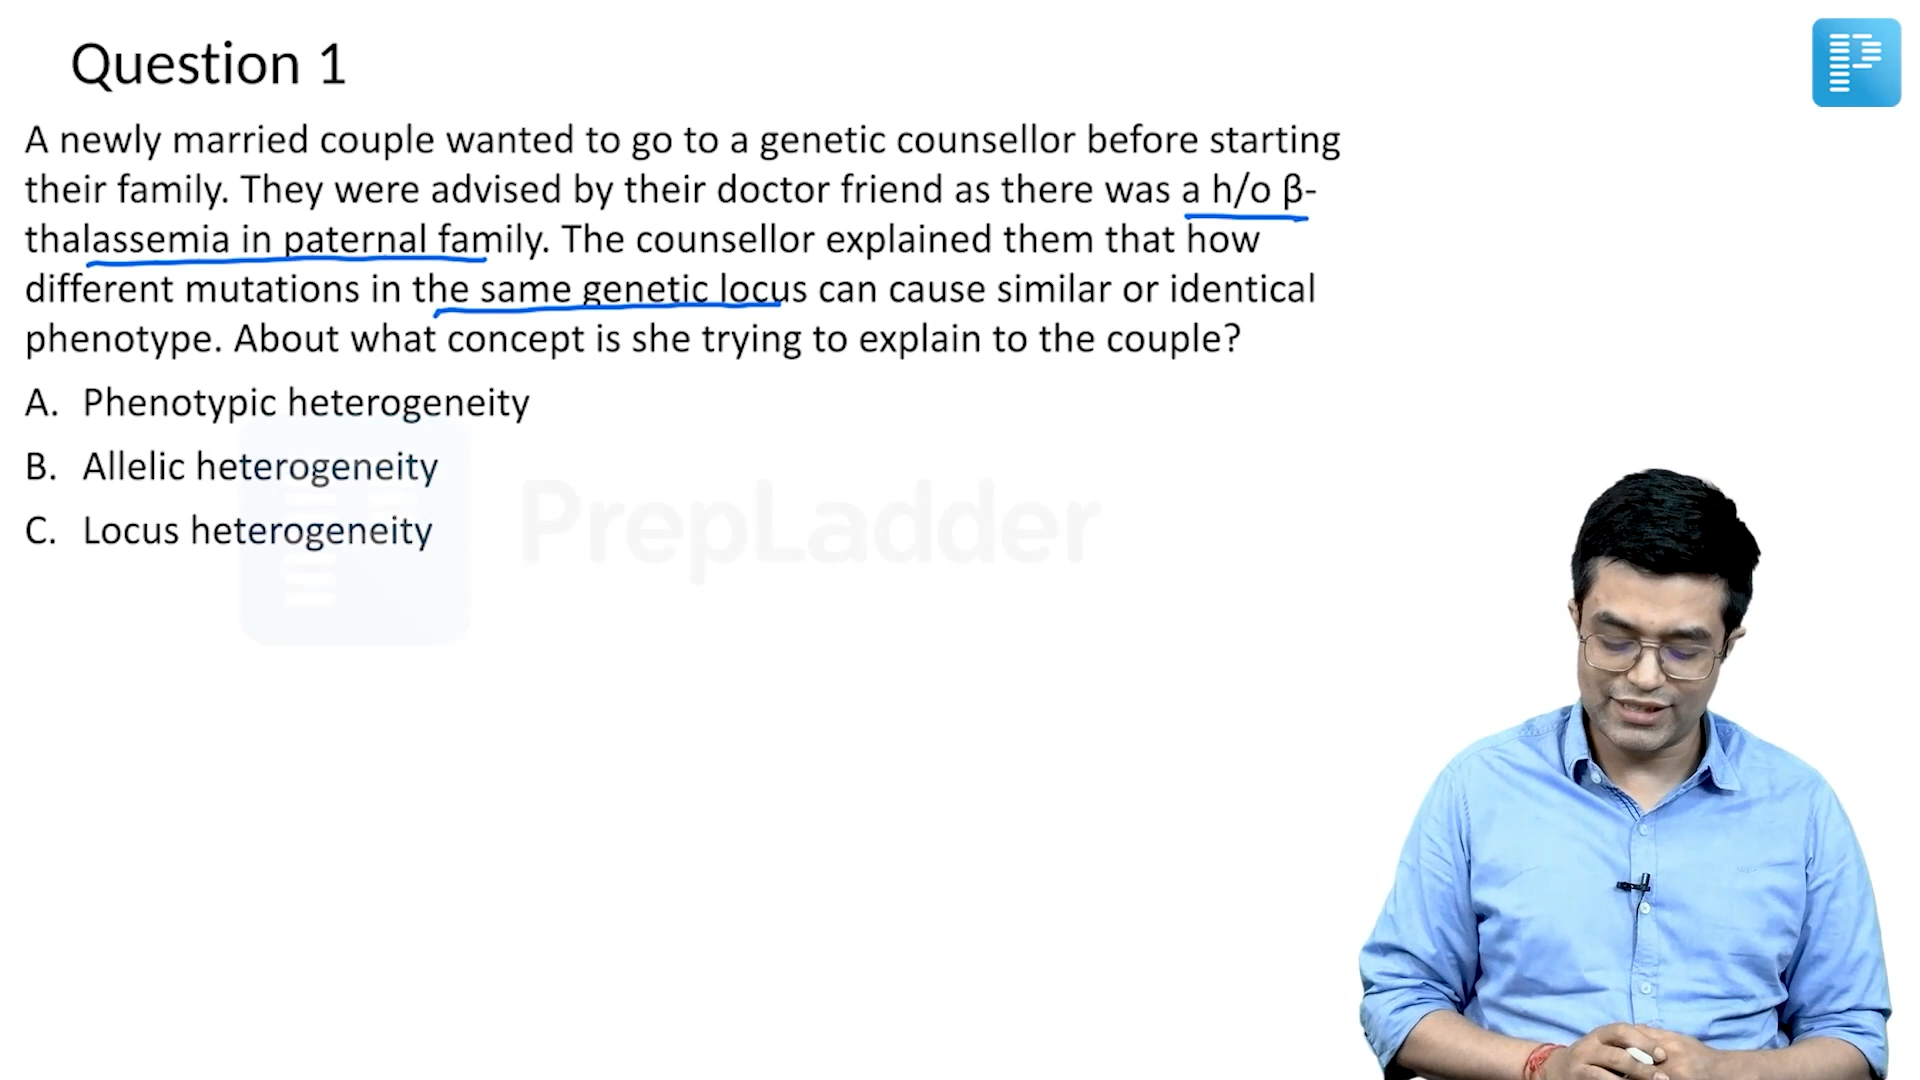 Question 1
A newly married couple wanted to go to a genetic counsellor before starting
their family. They were advised by their doctor friend as there was a h/o β-
thalassemia in paternal family. The counsellor explained them that how
different mutations in the same genetic locus can cause similar or identical
phenotype. About what concept is she trying to explain to the couple?
A. Phenotypic heterogeneity
B. Allelic heterogeneity
C. Locus heterogeneity
PrepLadder